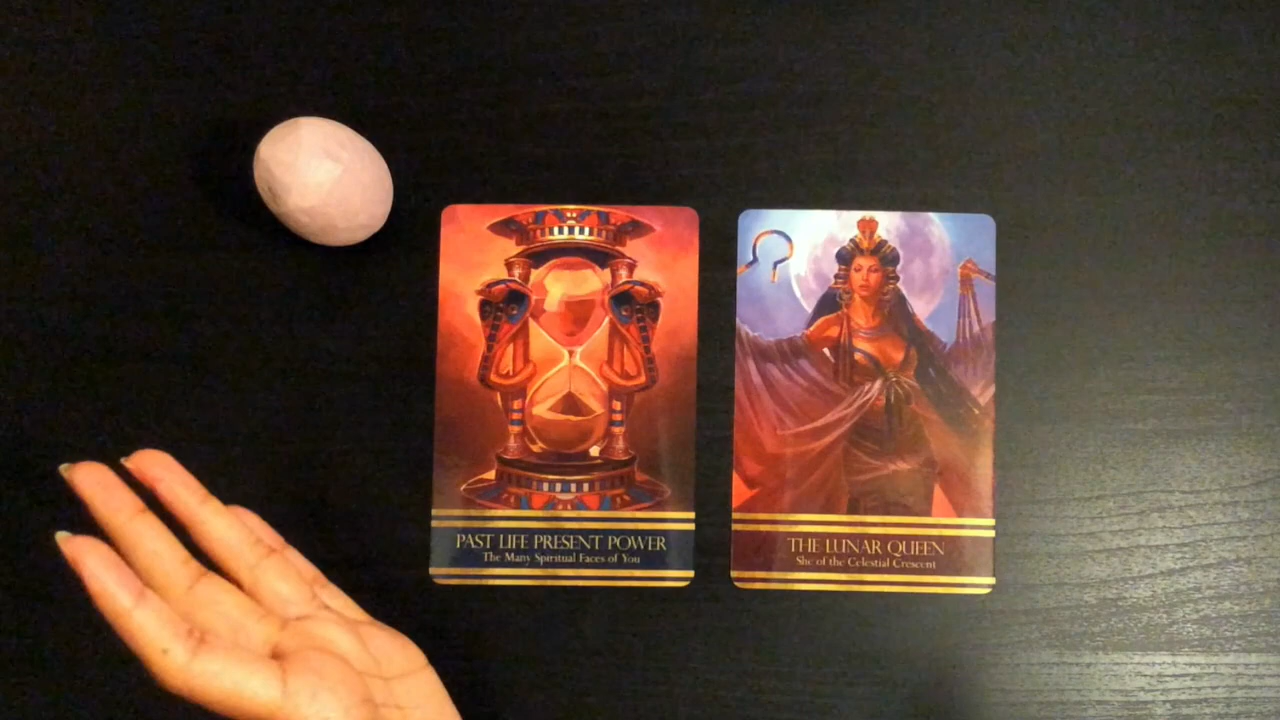 PAST LIFE PRESENT POWER
The Many Spiritual Faces of You
THE LUNAR QUEEN
She of the Celestial Crescent